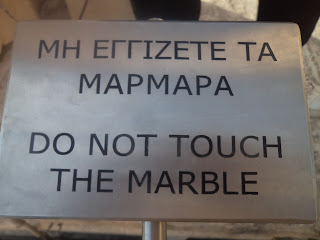 ΜΗ ΕΓΓΙΖΕΤΕ ΤΑ
ΜΑΡΜΑΡΑ
DO NOT TOUCH
THE MARBLE